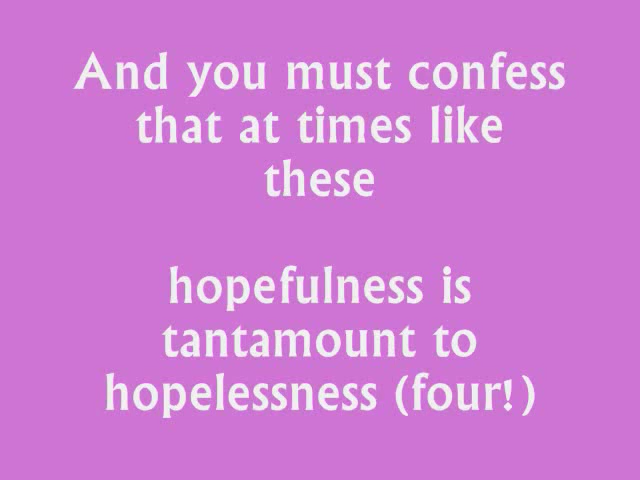 And you must confess
that at times like
these
hopefulness is
tantamount to
hopelessness (four!)